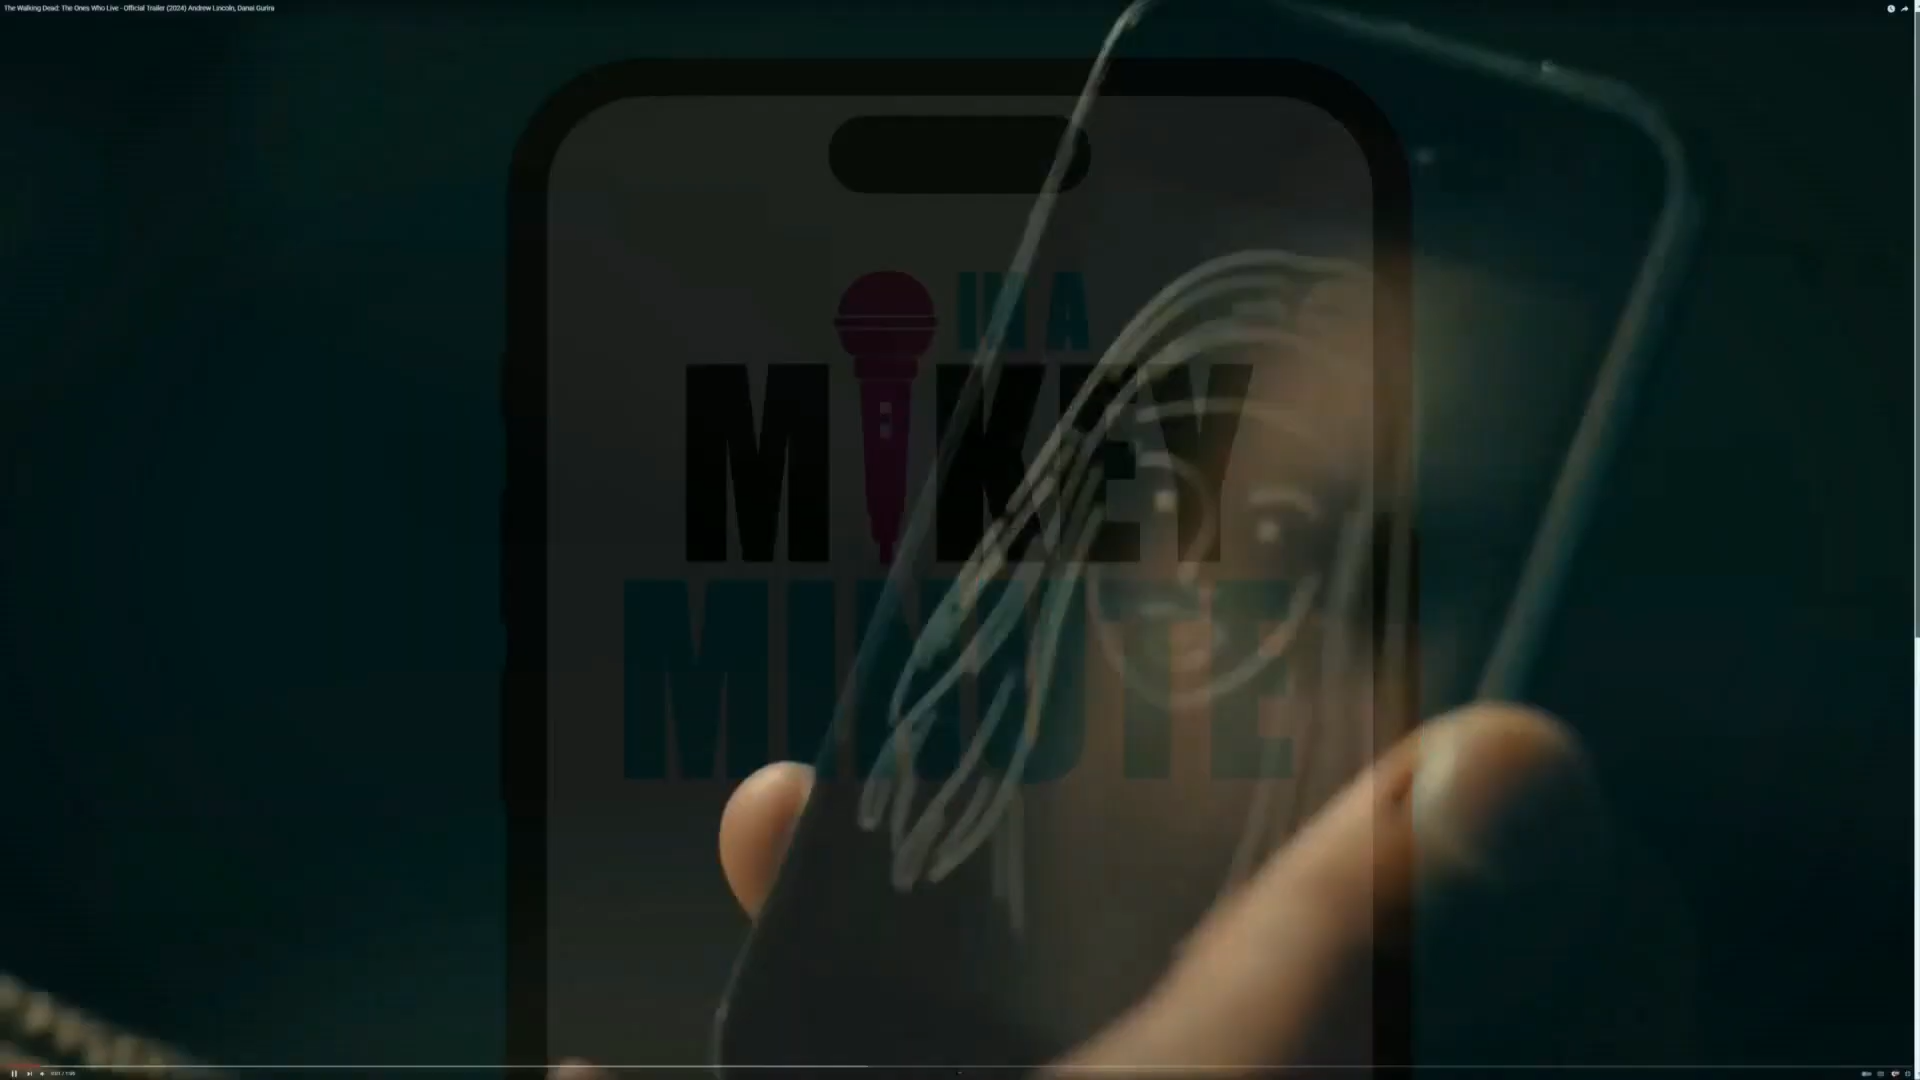 The Walking Dead: The Ones Who Live - Official Trailer (2024) Andrew Lincoln, Danai Gurira
IN A
MIKEY
MINUTE